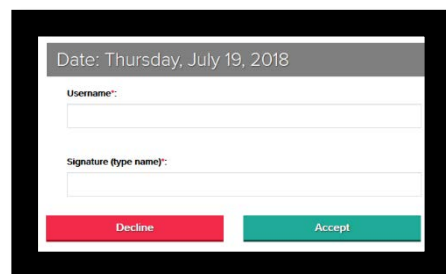 Date: Thursday, July 19, 2018
Username*:
Signature (type name)*:
Decline Accept